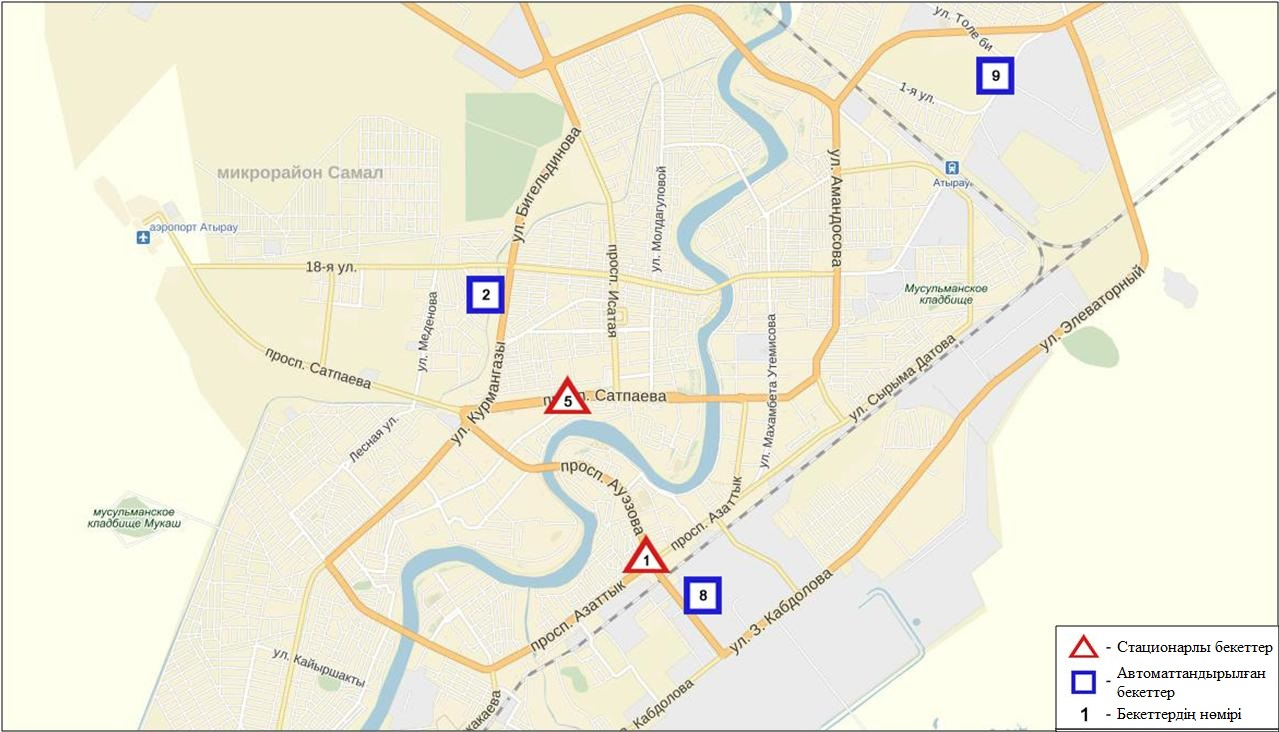 ул. Толе би
9
1-я ул.
Атырау
ул. Бигельдинова
микрорайон Самал
ул. Молдагуловой
ул. Амандосова
аэропорт Атырау
18-я ул.
просп. Исатая
2
Мусульманское
кладбище
ул. Элеваторный
ул. Меденова
ул. Махамбета Утемисова
просп. Сатпаева
ул. Курмангазы
ул. Сырыма Датова
5
Сатпаева
Лесная ул.
просп. Ауэзова
просп. Азаттык
мусульманское
кладбище Мукаш
1
8
просп. Азаттык
ул. З. Кабдолова
ул. Кайыршакты
Кабдолова
- Стационарлы бекеттер
- Автоматтандырылған
бекеттер
1 - Бекеттердің нөмірі